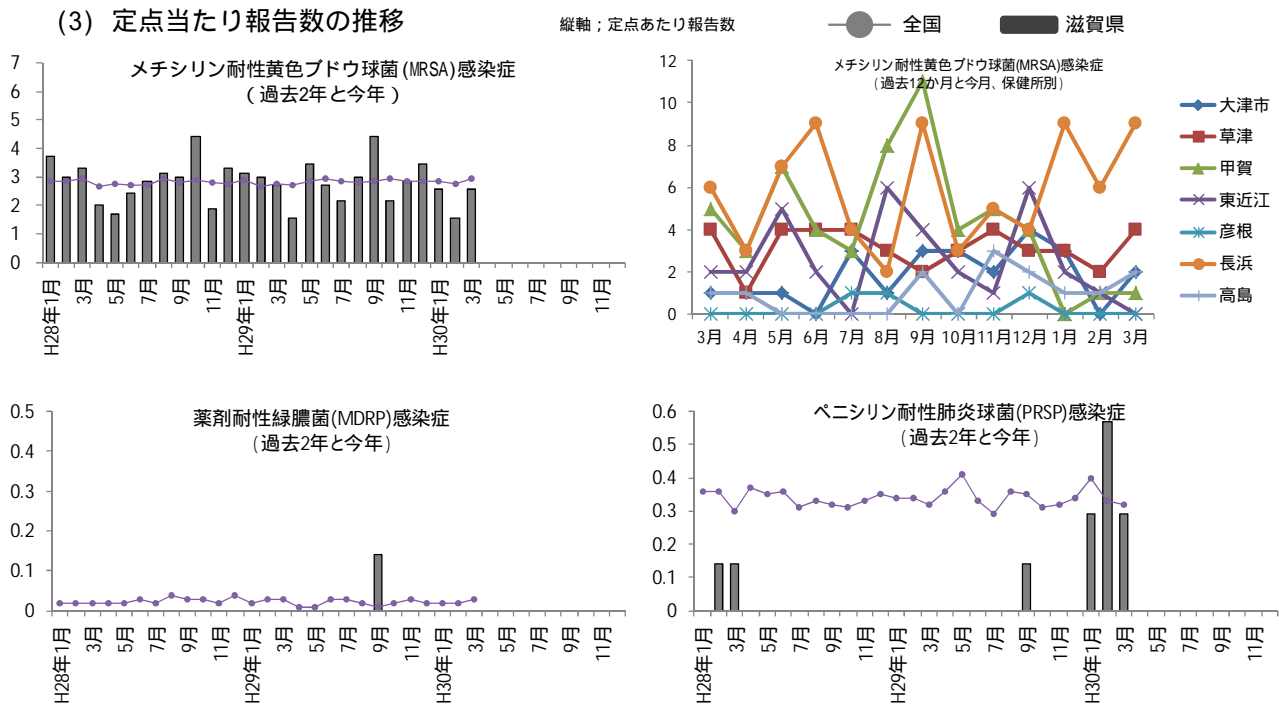 (3) 定点当たり報告数の推移
縦軸；定点あたり報告数
全国
滋賀県
メチシリン耐性黄色ブドウ球菌(MRSA)感染症
(過去2年と今年)
7
6
5
4
3
2
1
0
H28年1月
3月
5月
7月
9月
11月
H29年1月
3月
5月
7月
9月
11月
H30年1月
3月
5月
7月
9月
11月
メチシリン耐性黄色ブドウ球菌(MRSA)感染症
(過去12か月と今月、保健所別)
12
10
8
6
4
2
0
3月 4月 5月 6月 7月 8月 9月 10月 11月 12月 1月 2月 3月
大津市
草津
甲賀
東近江
彦根
長浜
高島
薬剤耐性緑膿菌(MDRP)感染症
(過去2年と今年)
0.5
0.4
0.3
0.2
0.1
0
H28年1月
3月
5月
7月
9月
11月
H29年1月
3月
5月
7月
9月
11月
H30年1月
3月
5月
7月
9月
11月
ペニシリン耐性肺炎球菌(PRSP)感染症
(過去2年と今年)
0.6
0.5
0.4
0.3
0.2
0.1
0
H28年1月
3月
5月
7月
9月
11月
H29年1月
3月
5月
7月
9月
11月
H30年1月
3月
5月
7月
9月
11月